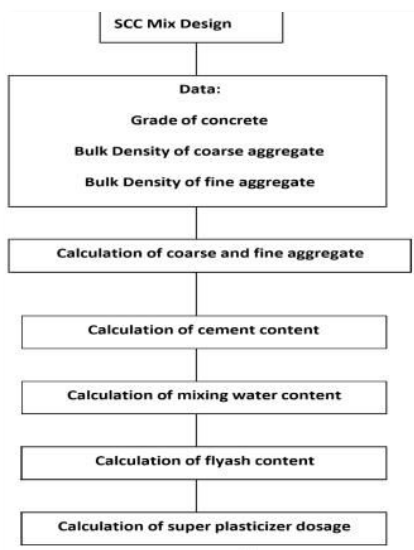 SCC Mix Design
Data:
Grade of concrete
Bulk Density of coarse aggregate
Bulk Density of fine aggregate
Calculation of coarse and fine aggregate
Calculation of cement content
Calculation of mixing water content
Calculation of flyash content
Calculation of super plasticizer dosage